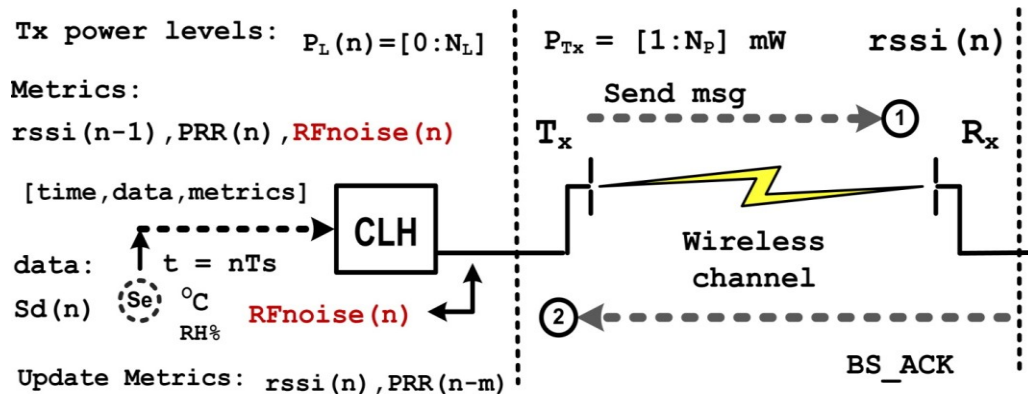 Tx power levels: P_L(n)=[0:N_L]
Metrics:
rssi(n-1),PRR(n),RFnoise(n)
[time,data,metrics]
CLH
data:
t = nTs
Sd(n)
Se
°C
RH%
RFnoise(n)
Update Metrics: rssi(n),PRR(n-m)
P_Tx = [1:N_P] mW
rssi(n)
Send msg
1
T_x
R_x
Wireless
channel
2
BS_ACK